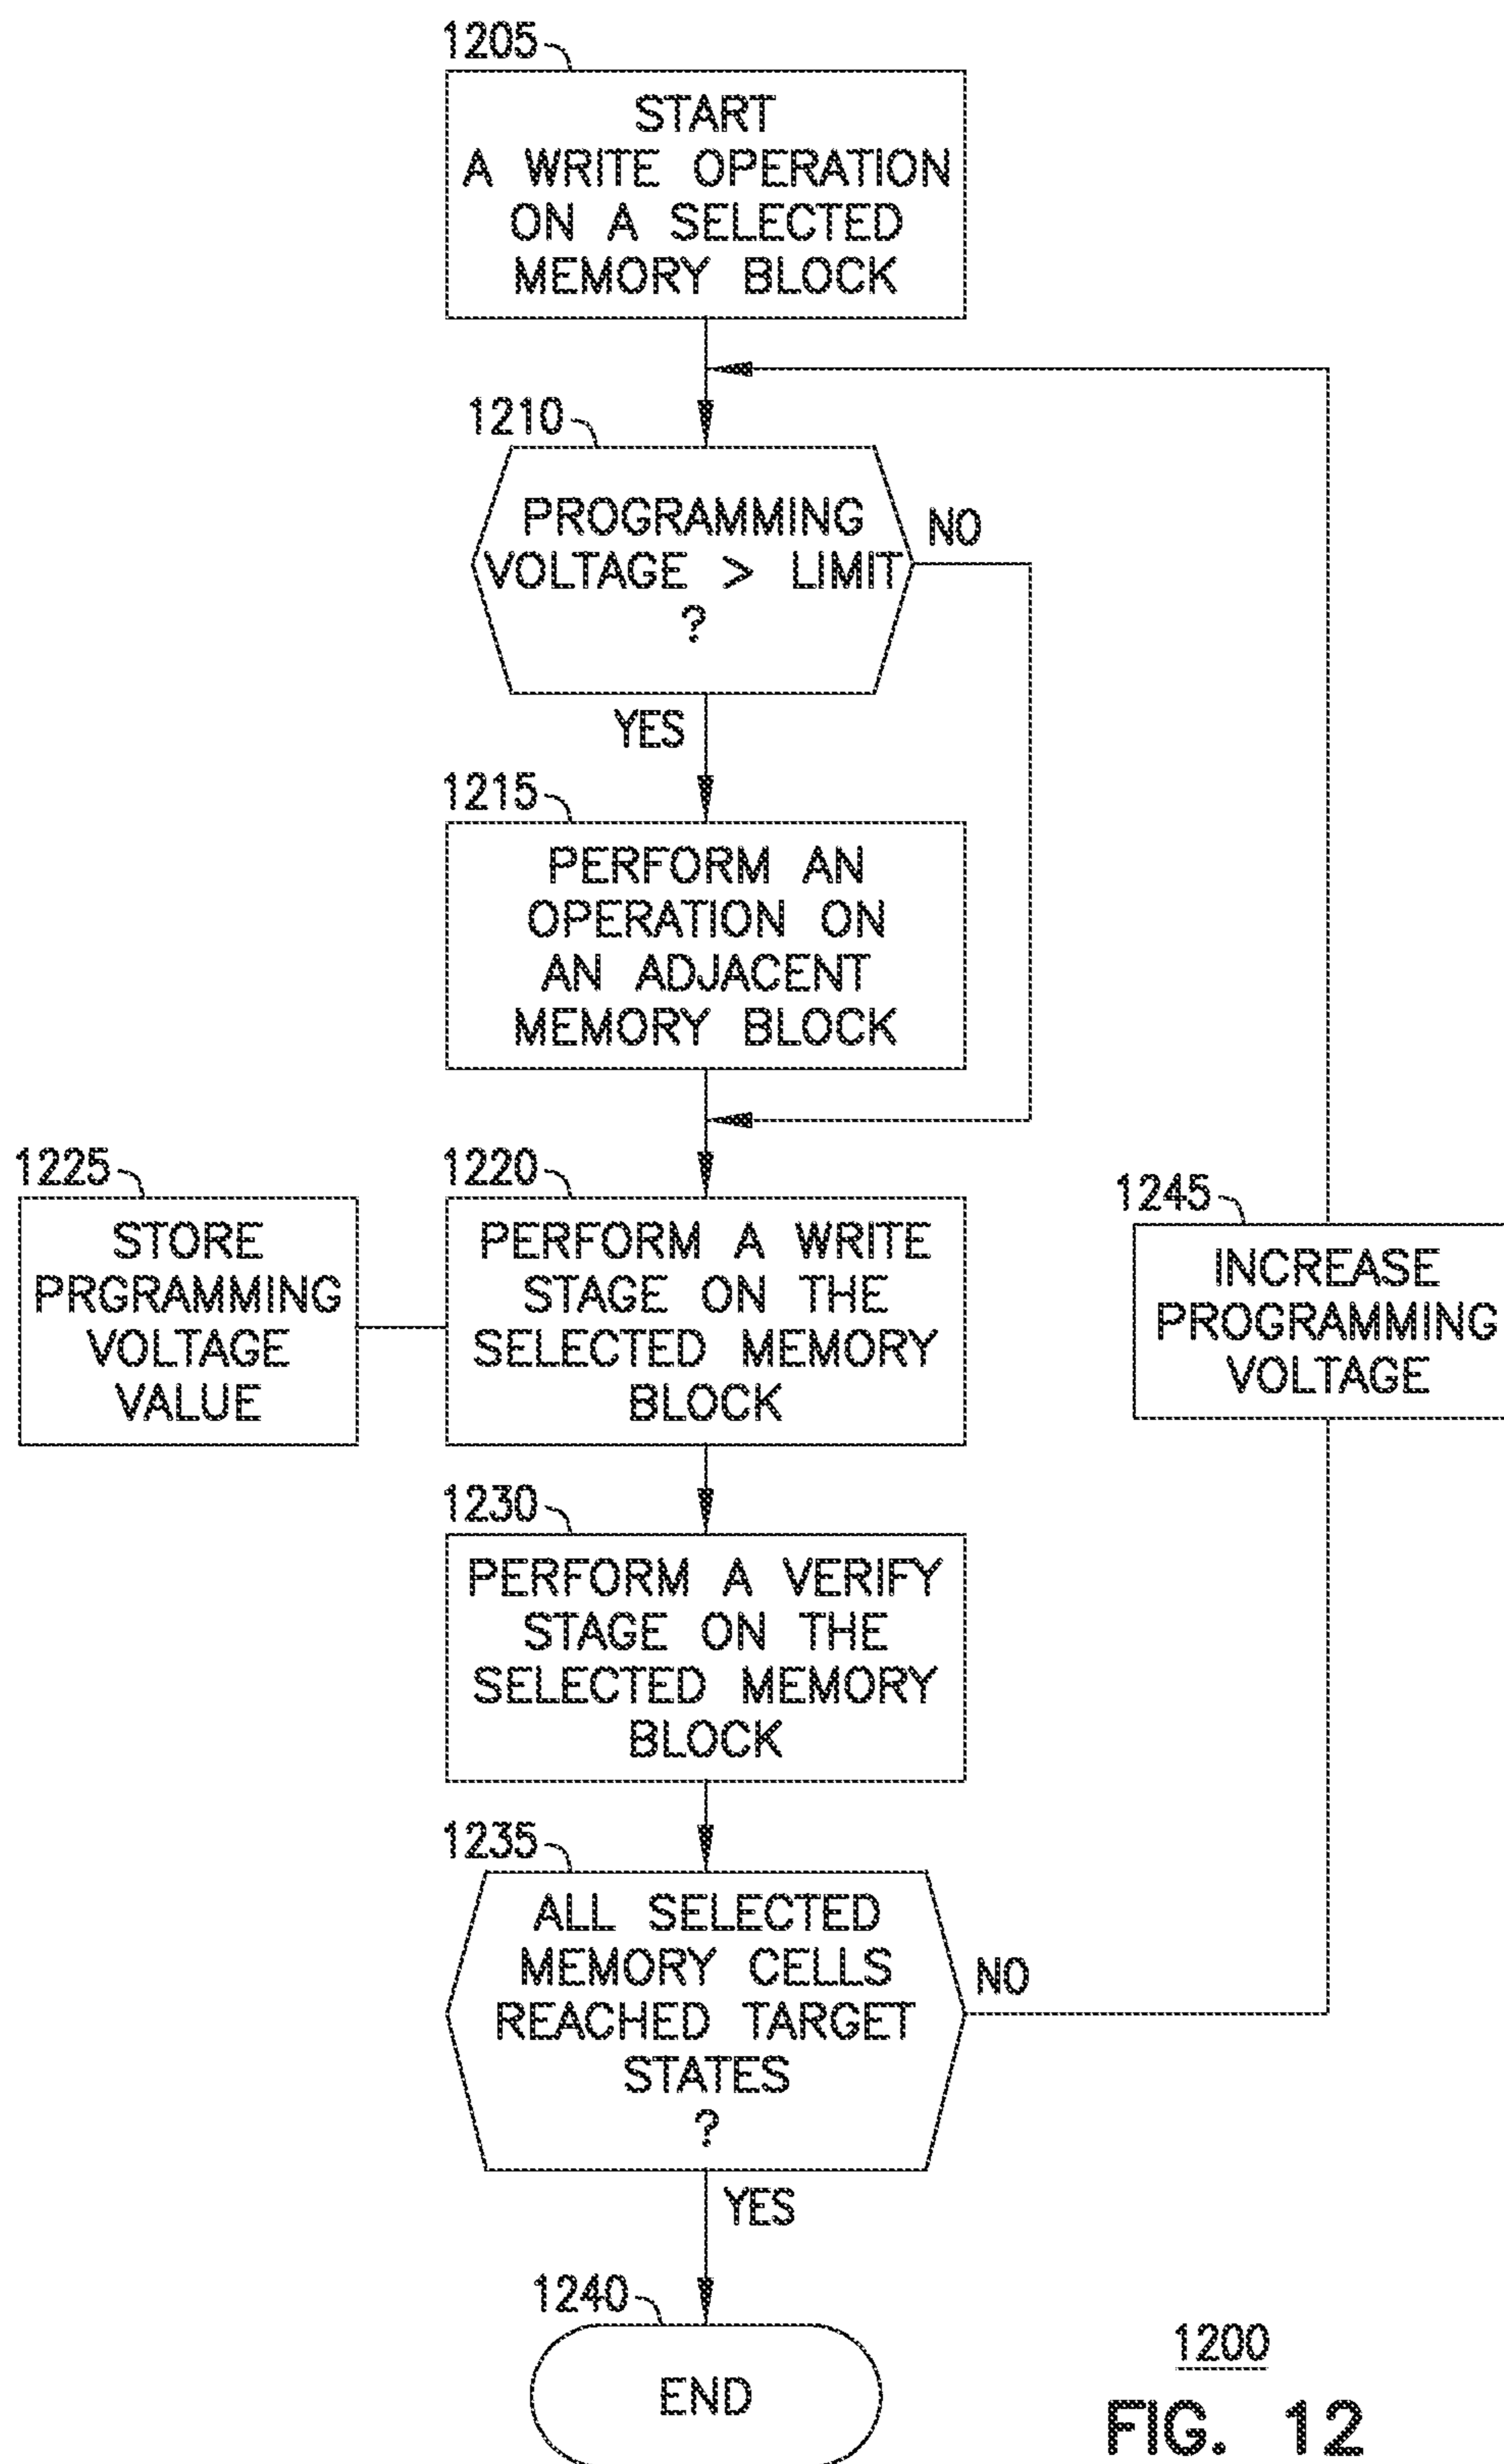 1205
START
A WRITE OPERATION
ON A SELECTED
MEMORY BLOCK
1210
PROGRAMMING
VOLTAGE > LIMIT
?
NO
YES
1215
PERFORM AN
OPERATION ON
AN ADJACENT
MEMORY BLOCK
1225
STORE
PRGRAMMING
VOLTAGE
VALUE
1220
PERFORM A WRITE
STAGE ON THE
SELECTED MEMORY
BLOCK
1245
INCREASE
PROGRAMMING
VOLTAGE
1230
PERFORM A VERIFY
STAGE ON THE
SELECTED MEMORY
BLOCK
1235
ALL SELECTED
MEMORY CELLS
REACHED TARGET
STATES
?
NO
YES
1240
END
1200
FIG. 12